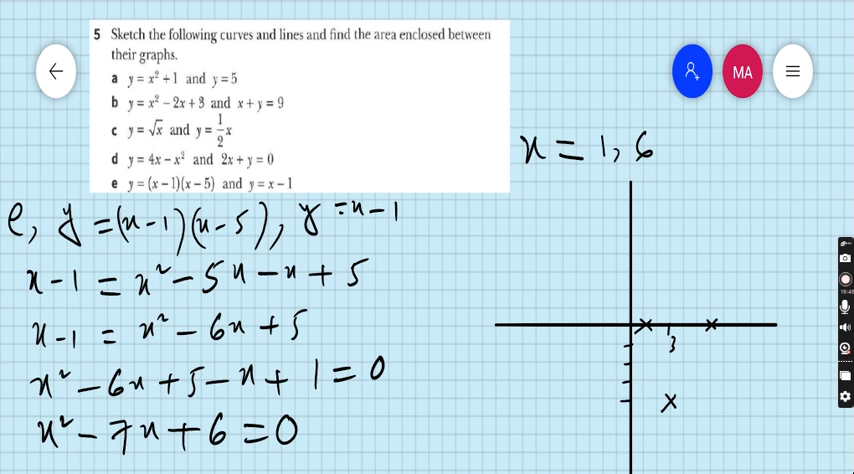 5 Sketch the following curves and lines and find the area enclosed between
their graphs.
a y = x² + 1 and y = 5
b y = x² − 2x + 3 and x + y = 9
c y = √x and y = 1/2 x
d y = 4x − x² and 2x + y = 0
e y = (x − 1)(x − 5) and y = x − 1
MA
x = 1, 6
e, y = (x − 1)(x − 5), y = x − 1
x − 1 = x² − 5x − x + 5
x − 1 = x² − 6x + 5
x² − 6x + 5 − x + 1 = 0
x² − 7x + 6 = 0
3